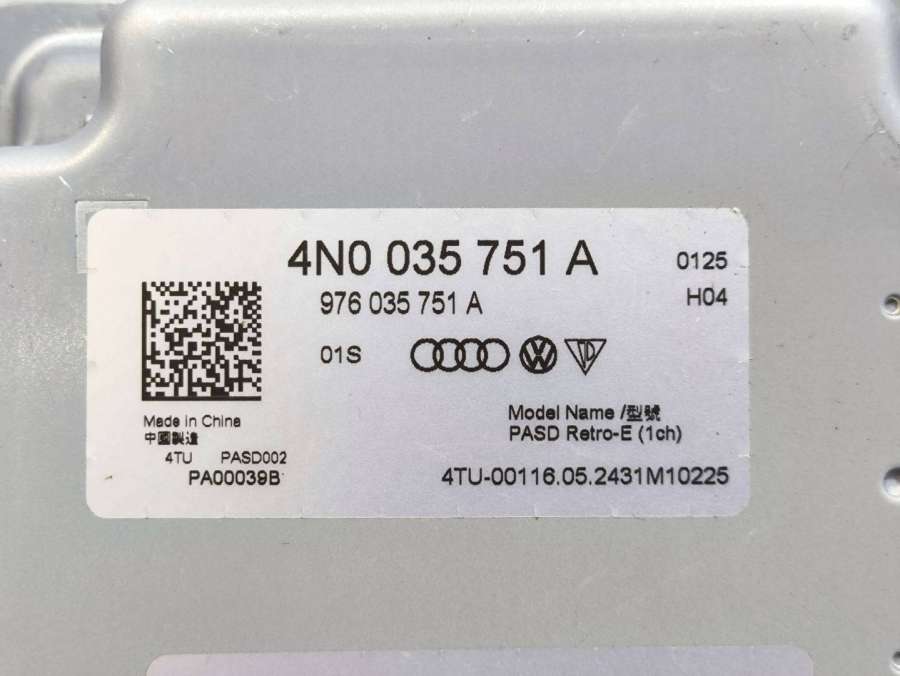 4N0 035 751 A
0125
976 035 751 A
H04
01S
Made in China
中國製造
4TU PASD002
PA00039B
Model Name /型號
PASD Retro-E (1ch)
4TU-00116.05.2431M10225